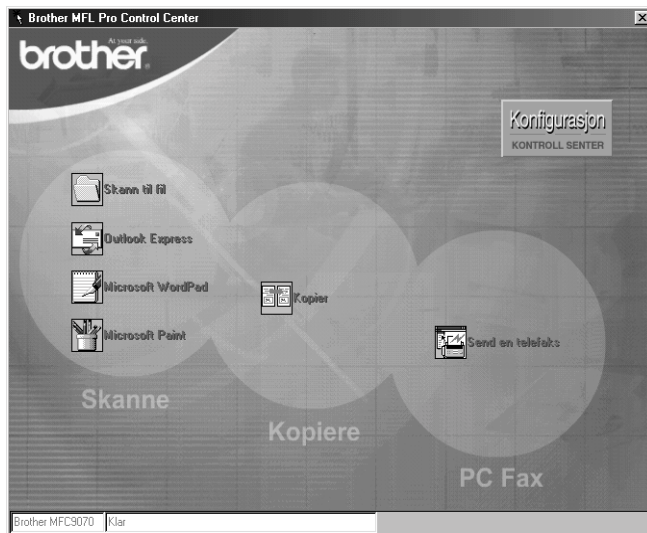 Brother MFL Pro Control Center
At your side.
brother®
Konfigurasjon
KONTROLL SENTER
Skann til fil
Outlook Express
Microsoft WordPad
Microsoft Paint
Skanne
Kopier
Kopiere
Send en telefaks
PC Fax
Brother MFC9070
Klar